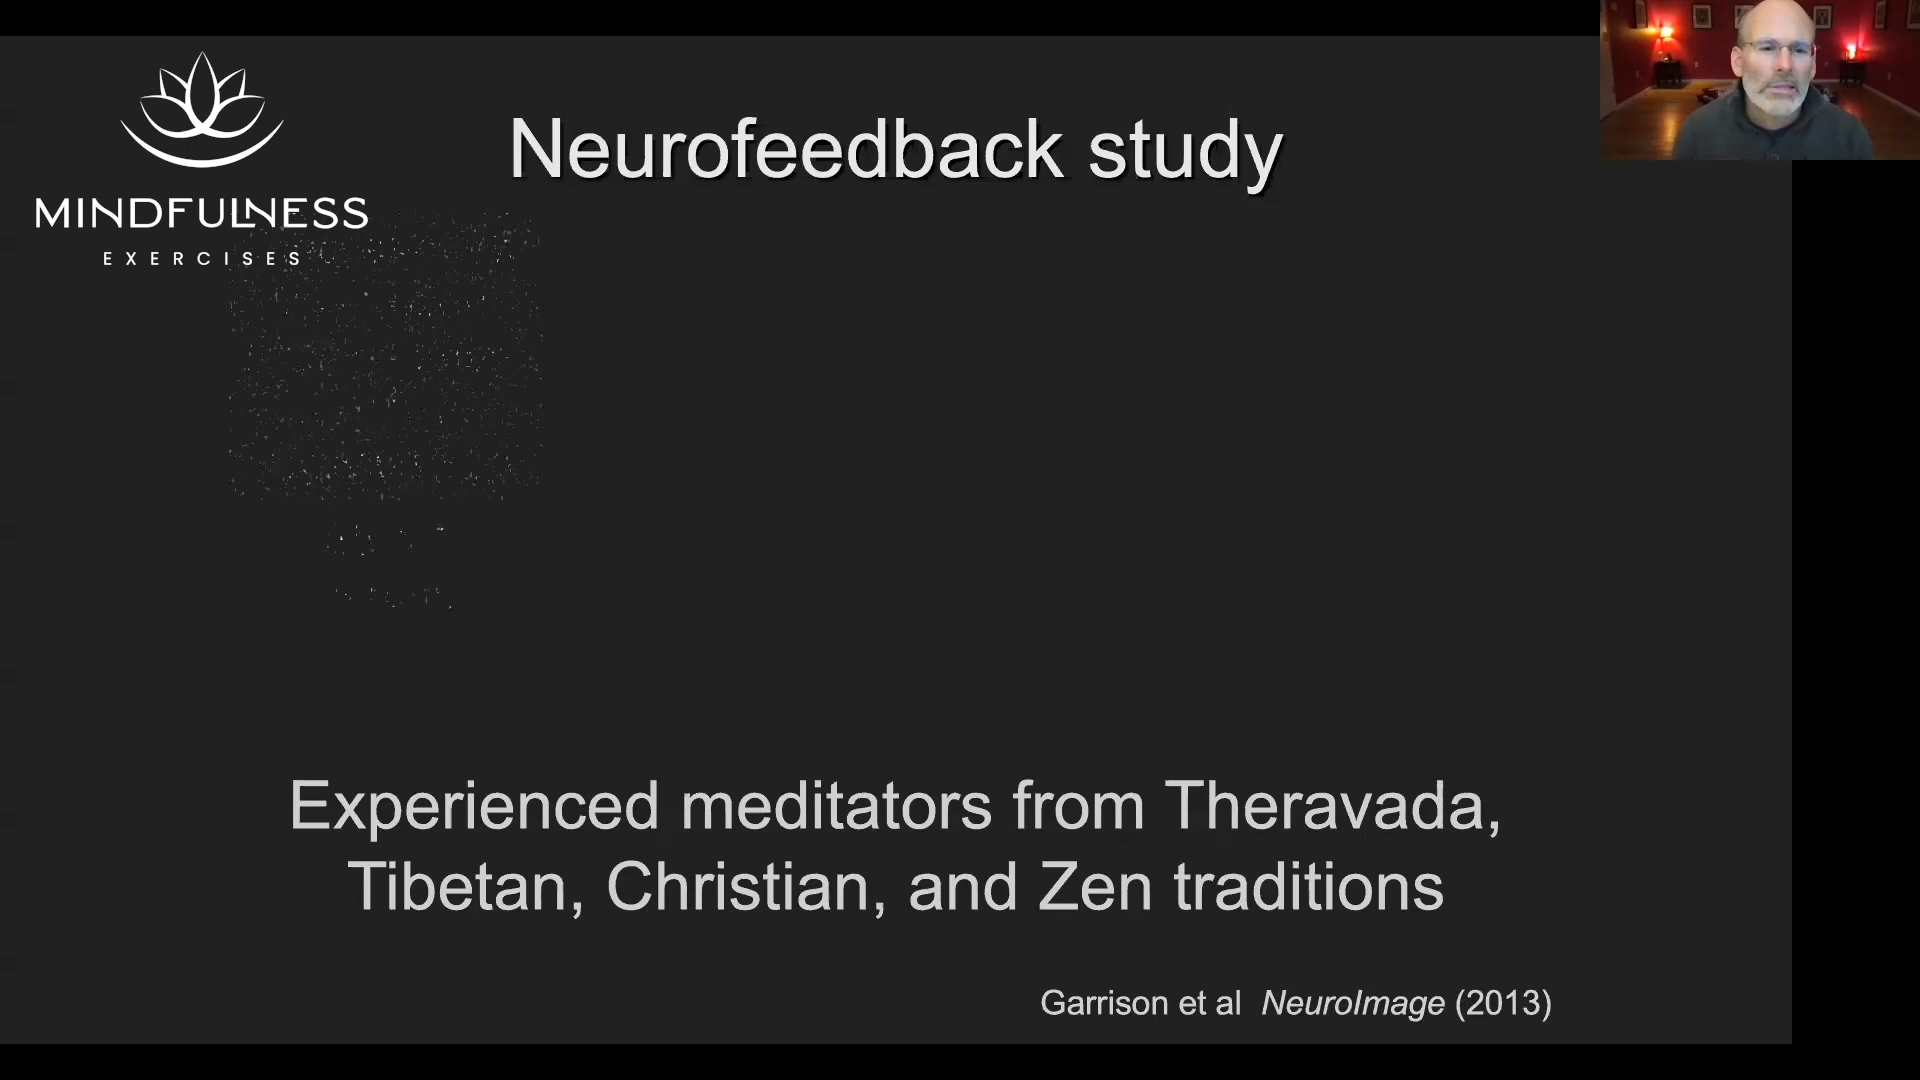 MINDFULNESS
EXERCISES
Neurofeedback study
Experienced meditators from Theravada,
Tibetan, Christian, and Zen traditions
Garrison et al NeuroImage (2013)